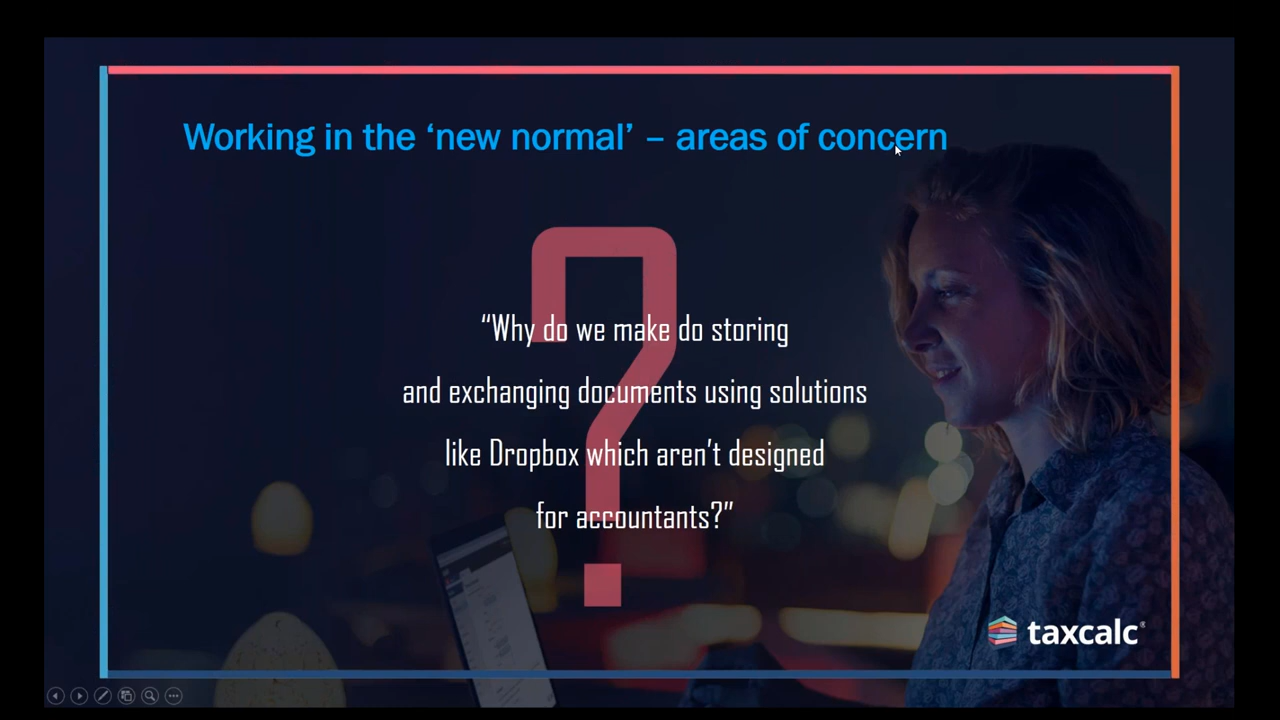 Working in the ‘new normal’ – areas of concern
“Why do we make do storing
and exchanging documents using solutions
like Dropbox which aren’t designed
for accountants?”
taxcalc®